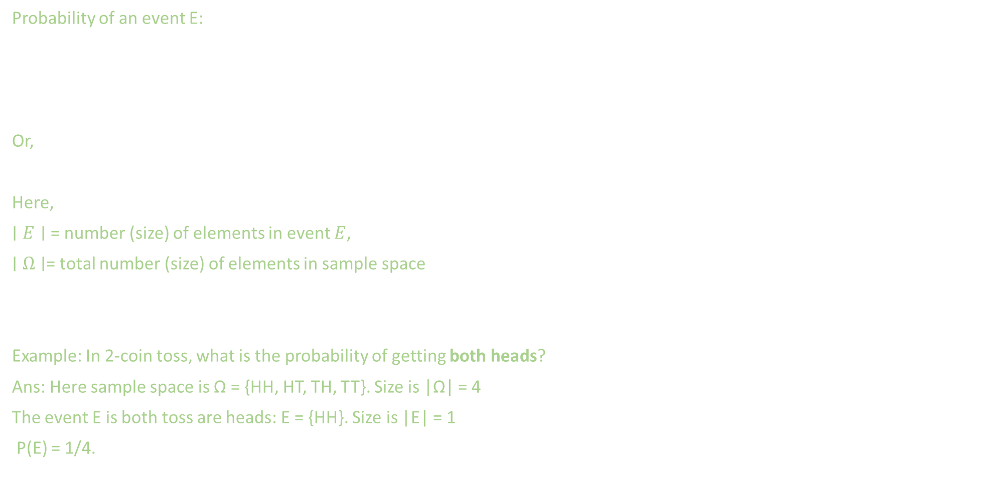 Probability of an event E:
Or,
Here,
| 𝐸 | = number (size) of elements in event 𝐸,
| Ω |= total number (size) of elements in sample space
Example: In 2-coin toss, what is the probability of getting both heads?
Ans: Here sample space is Ω = {HH, HT, TH, TT}. Size is |Ω| = 4
The event E is both toss are heads: E = {HH}. Size is |E| = 1
P(E) = 1/4.